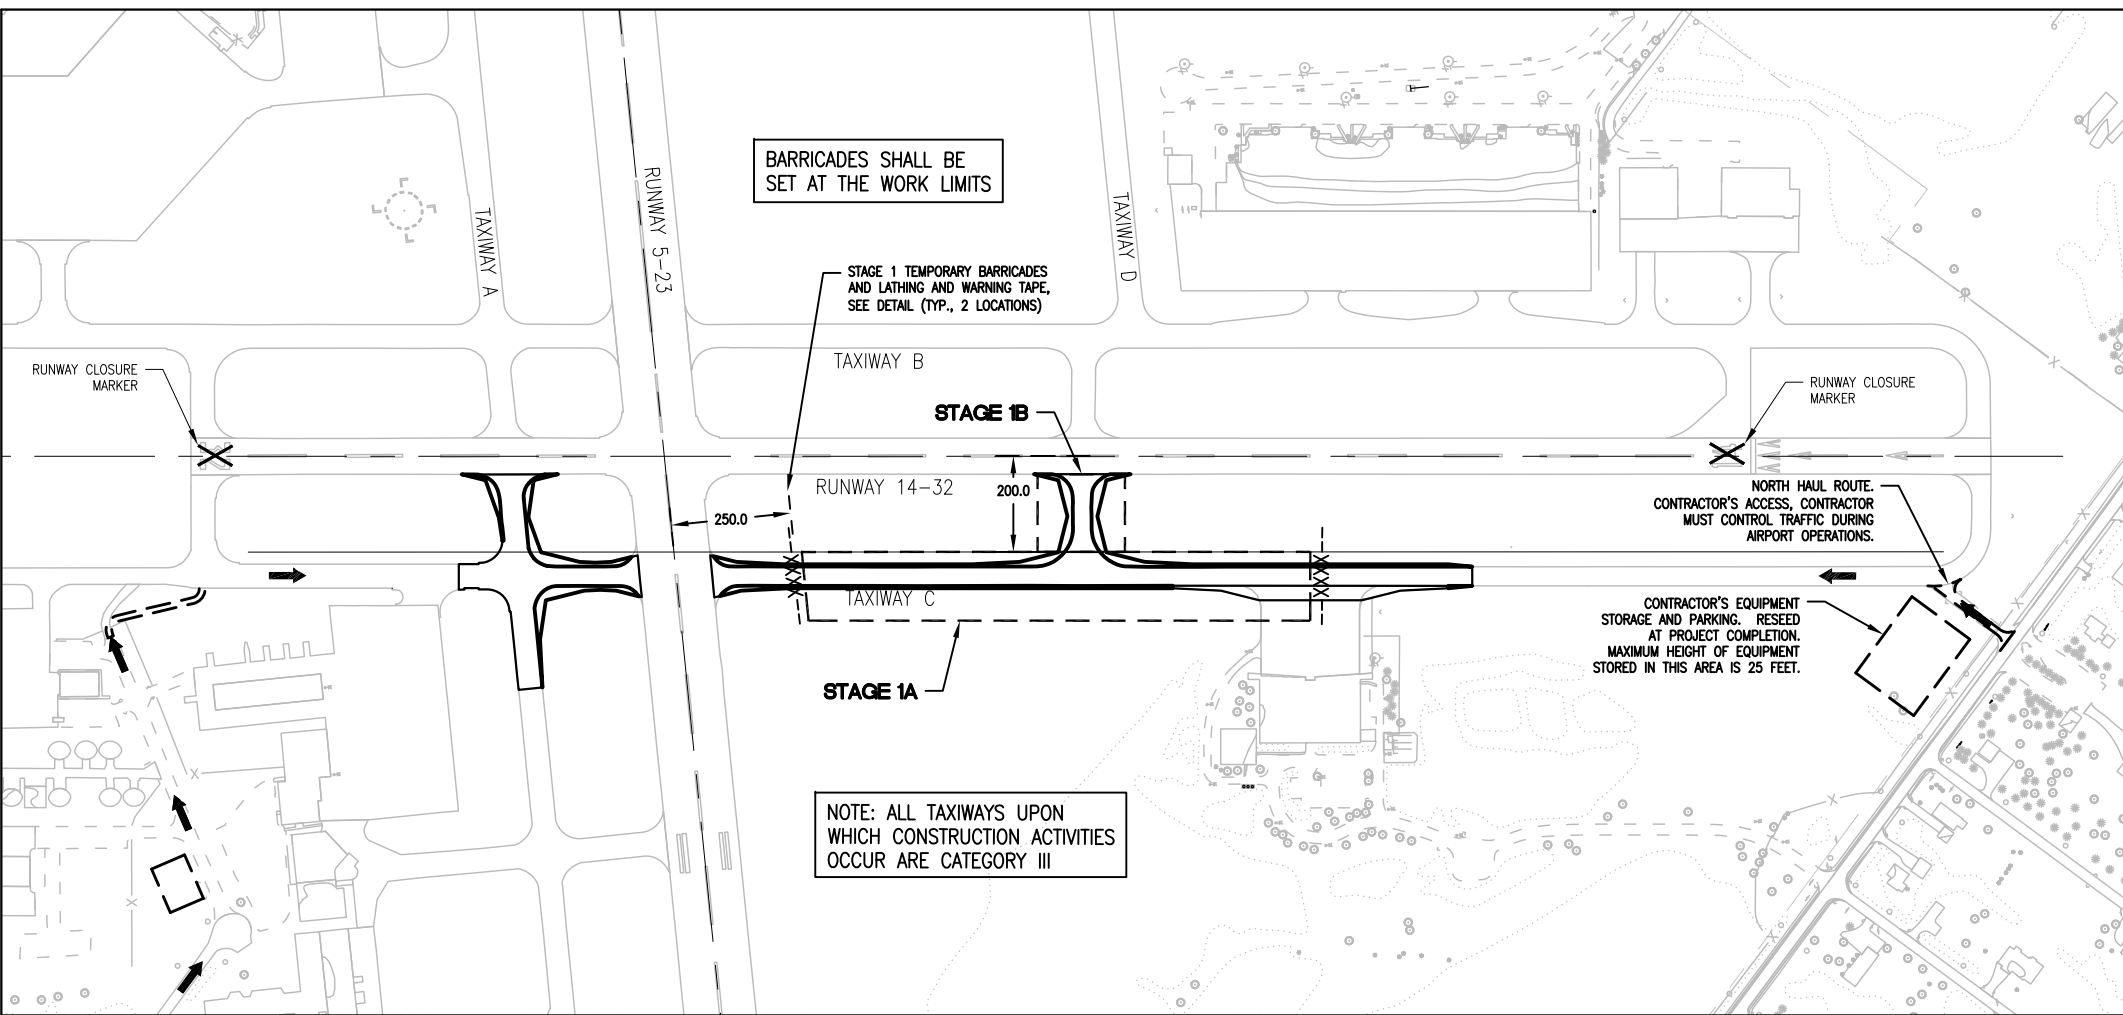 BARRICADES SHALL BE
SET AT THE WORK LIMITS
TAXIWAY A
RUNWAY 5-23
TAXIWAY D
STAGE 1 TEMPORARY BARRICADES
AND LATHING AND WARNING TAPE,
SEE DETAIL (TYP., 2 LOCATIONS)
TAXIWAY B
RUNWAY CLOSURE
MARKER
RUNWAY CLOSURE
MARKER
STAGE 1B
RUNWAY 14-32
200.0
250.0
NORTH HAUL ROUTE.
CONTRACTOR'S ACCESS, CONTRACTOR
MUST CONTROL TRAFFIC DURING
AIRPORT OPERATIONS.
TAXIWAY C
CONTRACTOR'S EQUIPMENT
STORAGE AND PARKING. RESEED
AT PROJECT COMPLETION.
MAXIMUM HEIGHT OF EQUIPMENT
STORED IN THIS AREA IS 25 FEET.
STAGE 1A
NOTE: ALL TAXIWAYS UPON
WHICH CONSTRUCTION ACTIVITIES
OCCUR ARE CATEGORY III